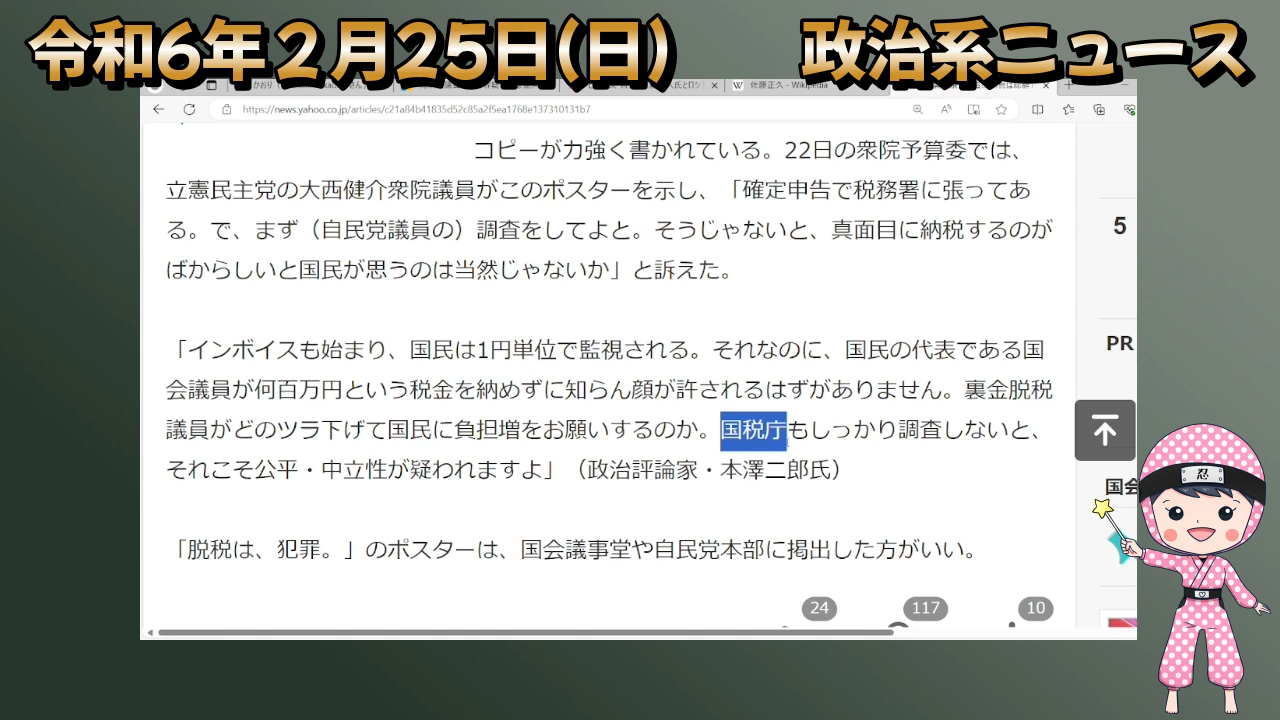 令和6年２月25日(日)　政治系ニュース
佐藤正久 - Wikipedia
https://news.yahoo.co.jp/articles/c21a84b41835d52c85a2f5ea1768e137310131b7
コピーが力強く書かれている。22日の衆院予算委では、
立憲民主党の大西健介衆院議員がこのポスターを示し、「確定申告で税務署に張ってあ
る。で、まず（自民党議員の）調査をしてよと。そうじゃないと、真面目に納税するのが
ばからしいと国民が思うのは当然じゃないか」と訴えた。
5
「インボイスも始まり、国民は1円単位で監視される。それなのに、国民の代表である国
会議員が何百万円という税金を納めずに知らん顔が許されるはずがありません。裏金脱税
議員がどのツラ下げて国民に負担増をお願いするのか。国税庁もしっかり調査しないと、
それこそ公平・中立性が疑われますよ」（政治評論家・本澤二郎氏）
PR
国会
忍
「脱税は、犯罪。」のポスターは、国会議事堂や自民党本部に掲出した方がいい。
24
117
10